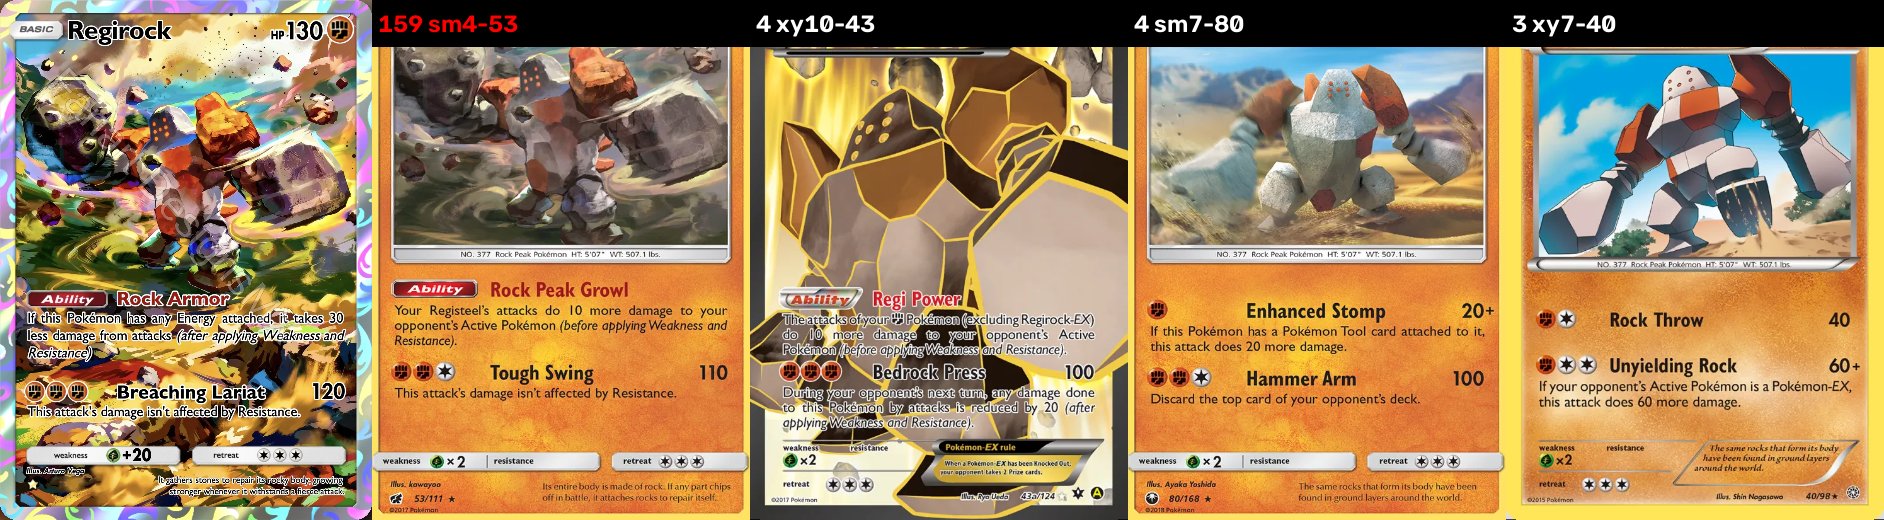 BASIC Regirock HP 130
Ability Rock Armor
If this Pokémon has any Energy attached, it takes 30
less damage from attacks (after applying Weakness and
Resistance)
Breaching Lariat 120
This attack's damage isn't affected by Resistance.
weakness +20 retreat
Illus.
It gathers stones to repair its rocky body, growing
stronger whenever it withstands a fierce attack.
159 sm4-53
NO. 377 Rock Peak Pokémon HT: 5'07" WT: 507.1 lbs.
Ability Rock Peak Growl
Your Registeel's attacks do 10 more damage to your
opponent's Active Pokémon (before applying Weakness and
Resistance).
Tough Swing 110
This attack's damage isn't affected by Resistance.
weakness ×2 resistance retreat
Illus. kawayoo
53/111 ★
©2017 Pokémon
Its entire body is made of rock. If any part chips
off in battle, it attaches rocks to repair itself.
4 xy10-43
Ability Regi Power
The attacks of your Pokémon (excluding Regirock-EX)
do 10 more damage to your opponent's Active
Pokémon (before applying Weakness and Resistance).
Bedrock Press 100
During your opponent's next turn, any damage done
to this Pokémon by attacks is reduced by 20 (after
applying Weakness and Resistance).
weakness resistance
×2
retreat
Pokémon-EX rule
When a Pokémon-EX has been Knocked Out,
your opponent takes 2 Prize cards.
©2017 Pokémon
Illus. Ryo Ueda 43a/124 A
4 sm7-80
NO. 377 Rock Peak Pokémon HT: 5'07" WT: 507.1 lbs.
Enhanced Stomp 20+
If this Pokémon has a Pokémon Tool card attached to it,
this attack does 20 more damage.
Hammer Arm 100
Discard the top card of your opponent's deck.
weakness ×2 resistance retreat
Illus. Ayaka Yoshida
80/168 ★
©2018 Pokémon
The same rocks that form its body have been
found in ground layers around the world.
3 xy7-40
NO. 377 Rock Peak Pokémon HT: 5'07" WT: 507.1 lbs.
Rock Throw 40
Unyielding Rock 60+
If your opponent's Active Pokémon is a Pokémon-EX,
this attack does 60 more damage.
weakness resistance
×2
retreat
The same rocks that form its body
have been found in ground layers
around the world.
©2015 Pokémon
Illus. Shin Nagasawa 40/98 ★